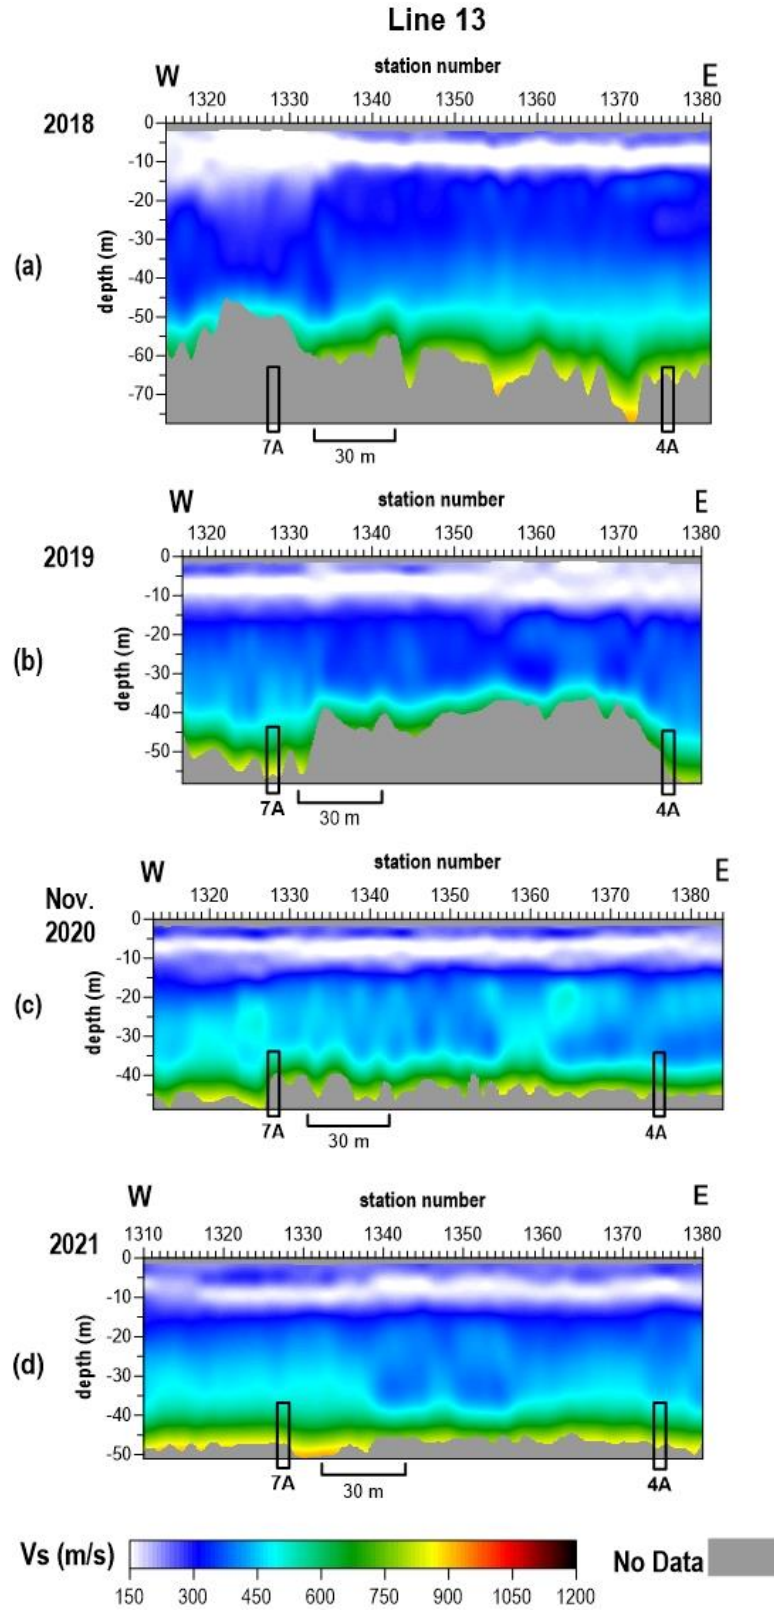 Line 13
station number
W E
1320 1330 1340 1350 1360 1370 1380
2018
(a)
depth (m)
0
-10
-20
-30
-40
-50
-60
-70
7A 4A
30 m
station number
W E
1320 1330 1340 1350 1360 1370 1380
2019
(b)
depth (m)
0
-10
-20
-30
-40
-50
7A 4A
30 m
station number
W E
1320 1330 1340 1350 1360 1370 1380
Nov.
2020
(c)
depth (m)
0
-10
-20
-30
-40
7A 4A
30 m
W station number E
1310 1320 1330 1340 1350 1360 1370 1380
2021
(d)
depth (m)
0
-10
-20
-30
-40
-50
7A 4A
30 m
Vs (m/s) No Data
150 300 450 600 750 900 1050 1200